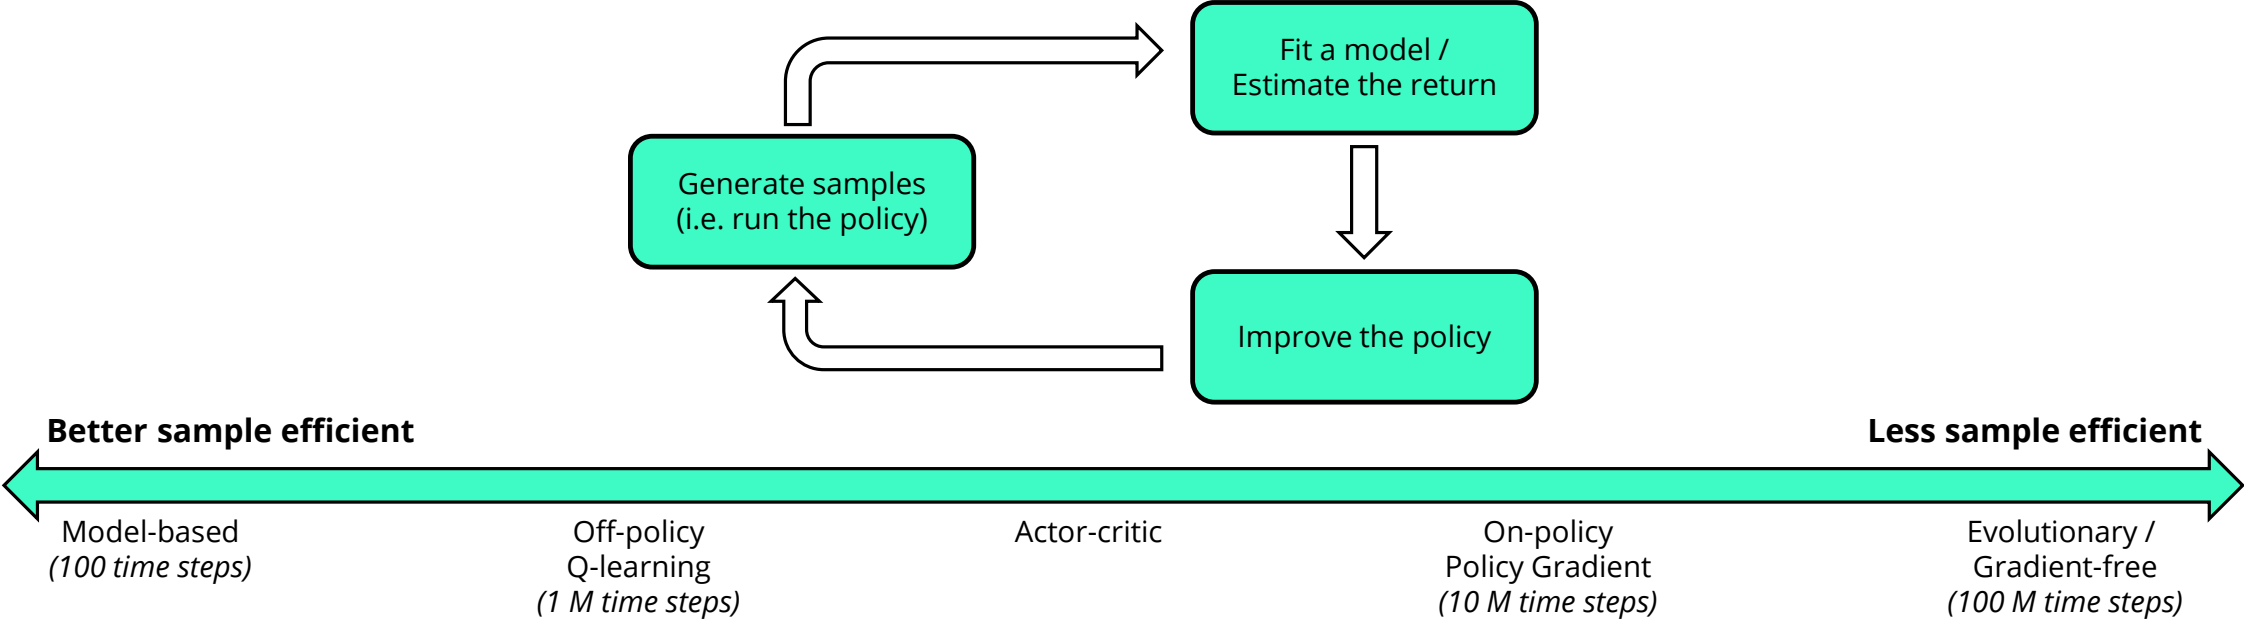 Fit a model /
Estimate the return
Generate samples
(i.e. run the policy)
Improve the policy
Better sample efficient
Less sample efficient
Model-based
(100 time steps)
Off-policy
Q-learning
(1 M time steps)
Actor-critic
On-policy
Policy Gradient
(10 M time steps)
Evolutionary /
Gradient-free
(100 M time steps)